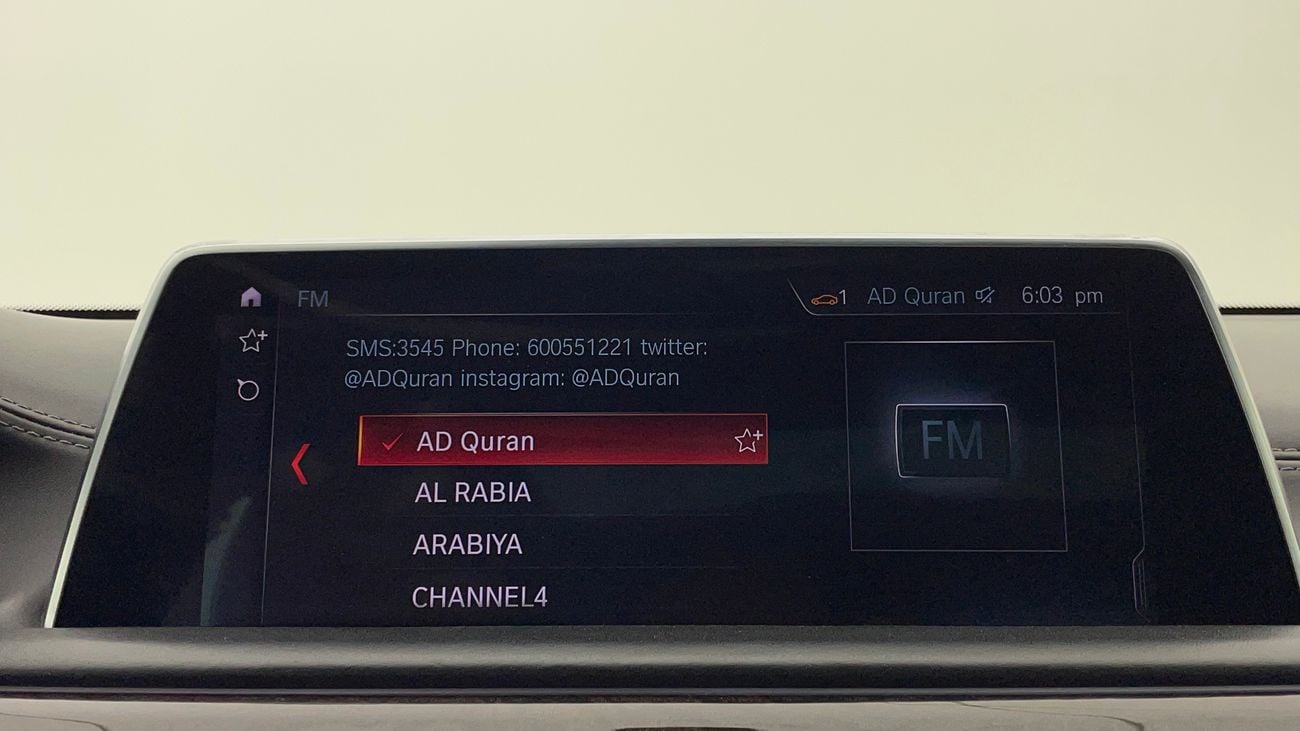 FM
1 AD Quran 6:03 pm
SMS:3545 Phone: 600551221 twitter:
@ADQuran instagram: @ADQuran
AD Quran
AL RABIA
ARABIYA
CHANNEL4
FM